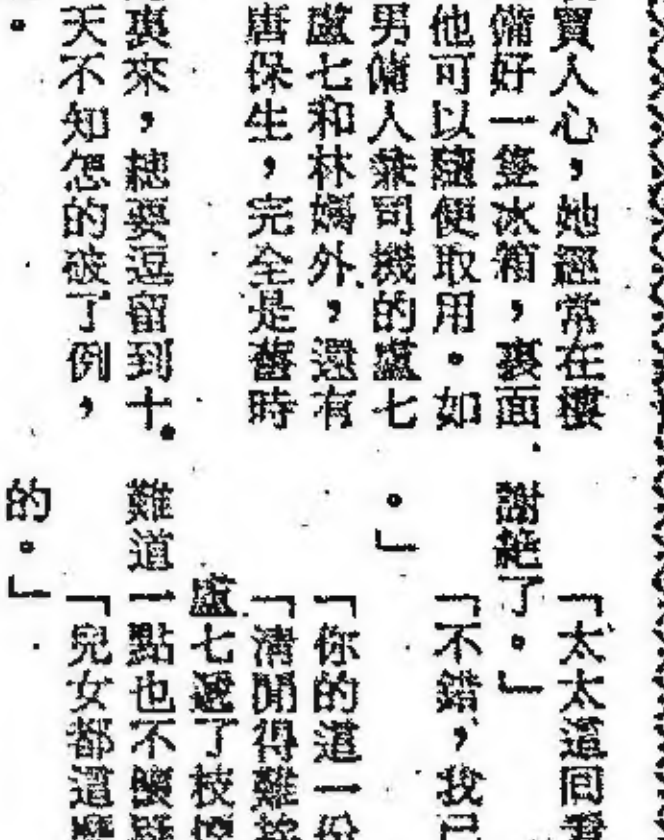 買人心，她經常在樓
備好一隻冰箱，裏面
他可以隨便取用。如
男傭人兼司機的盧七
盧七和林媽外，還有
唐保生，完全是舊時
裏來，總要逗留到十
天不知怎的破了例，
。
「太太這回
謝絕了。」
「不錯，我已
。」
「你的這一份
「清閒得難
盧七遞了枝
難道一點也不
「兒女都這
的。」